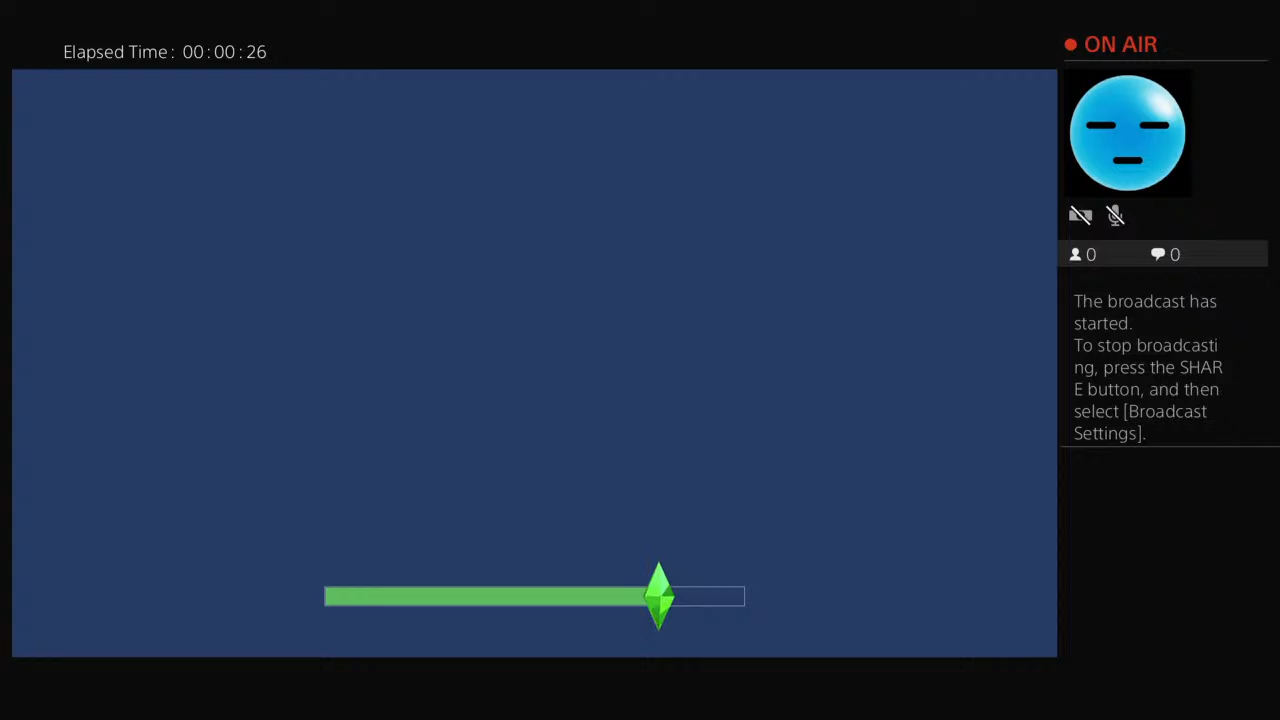 Elapsed Time: 00:00:26
ON AIR
0
0
The broadcast has
started.
To stop broadcasti
ng, press the SHAR
E button, and then
select [Broadcast
Settings].